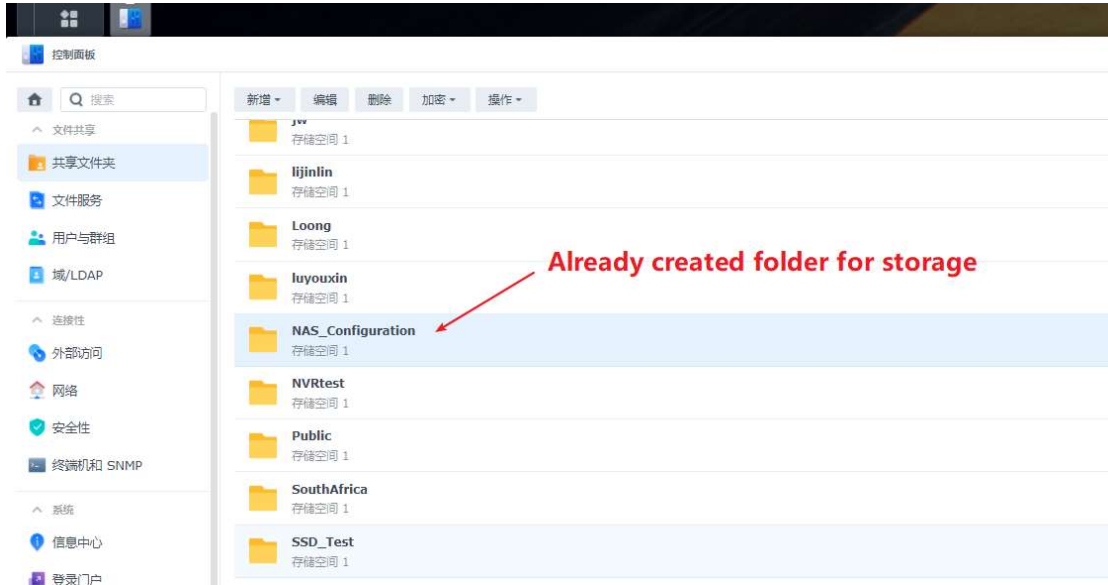 控制面板
搜索
新增
编辑
删除
加密
操作
文件共享
共享文件夹
文件服务
用户与群组
域/LDAP
连接性
外部访问
网络
安全性
终端机和 SNMP
系统
信息中心
登录门户
jw
存储空间 1
lijinlin
存储空间 1
Loong
存储空间 1
luyouxin
存储空间 1
NAS_Configuration
存储空间 1
NVRtest
存储空间 1
Public
存储空间 1
SouthAfrica
存储空间 1
SSD_Test
存储空间 1
Already created folder for storage